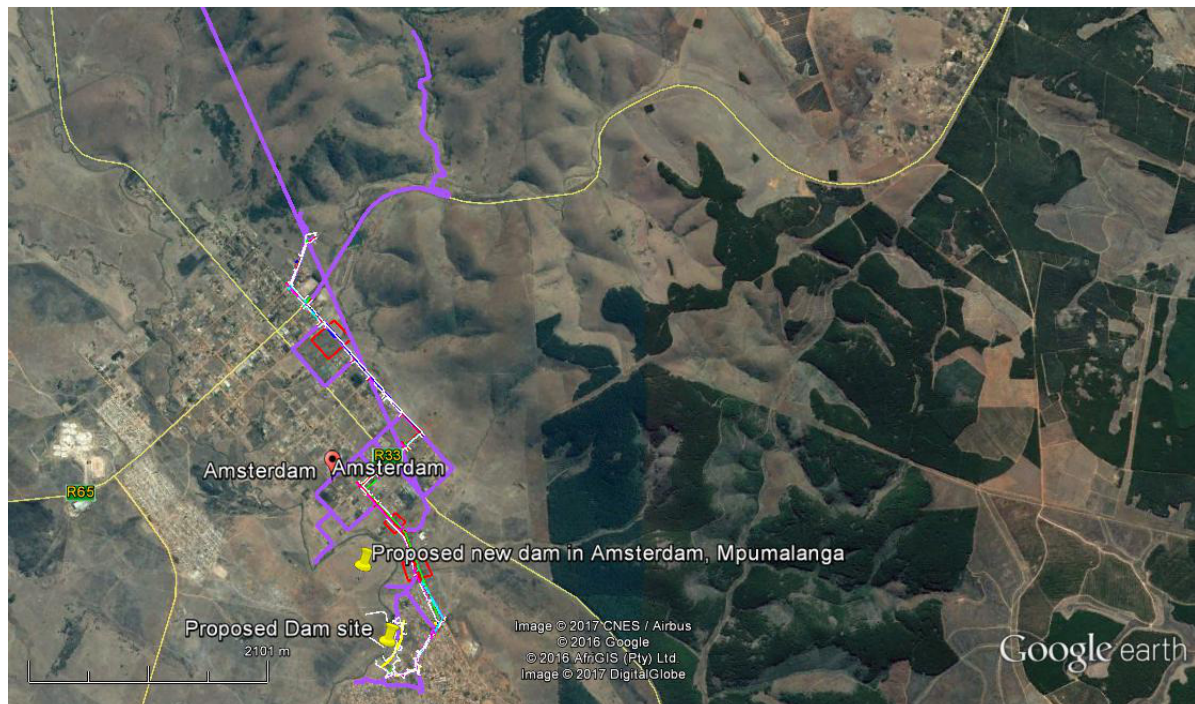 R33
Amsterdam Amsterdam
R65
Proposed new dam in Amsterdam, Mpumalanga
Proposed Dam site
2101 m
Image © 2017 CNES / Airbus
© 2016 Google
© 2016 AfriGIS (Pty) Ltd
Image © 2017 DigitalGlobe
Google earth